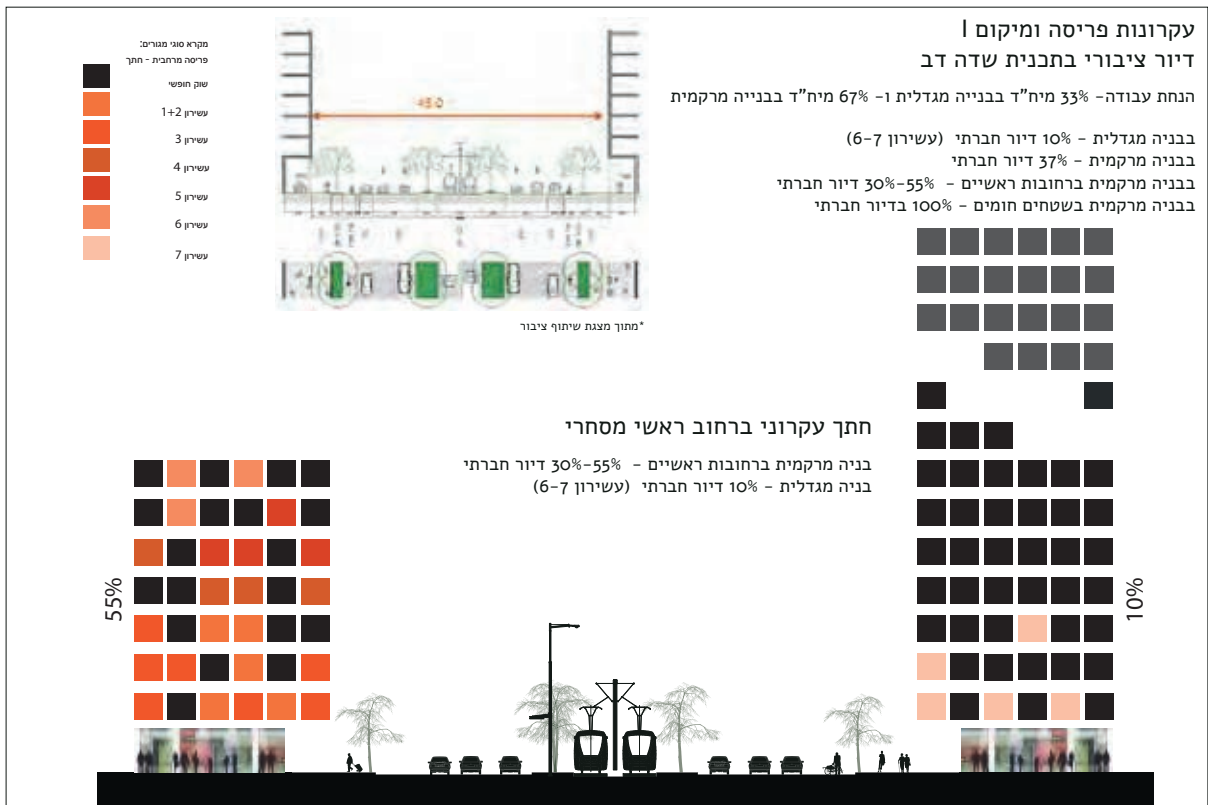 עקרונות פריסה ומיקום I
דיור ציבורי בתכנית שדה דב
הנחת עבודה- 33% מיח"ד בבנייה מגדלית ו- 67% מיח"ד בבנייה מרקמית
בבניה מגדלית - 10% דיור חברתי (עשירון 6-7)
בבניה מרקמית - 37% דיור חברתי
בבניה מרקמית ברחובות ראשיים - 30%-55% דיור חברתי
בבניה מרקמית בשטחים חומים - 100% בדיור חברתי
מקרא סוגי מגורים:
פריסה מרחבית - חתך
שוק חופשי
עשירון 1+2
עשירון 3
עשירון 4
עשירון 5
עשירון 6
עשירון 7
*מתוך מצגת שיתוף ציבור
חתך עקרוני ברחוב ראשי מסחרי
בניה מרקמית ברחובות ראשיים - 30%-55% דיור חברתי
בניה מגדלית - 10% דיור חברתי (עשירון 6-7)
55%
10%